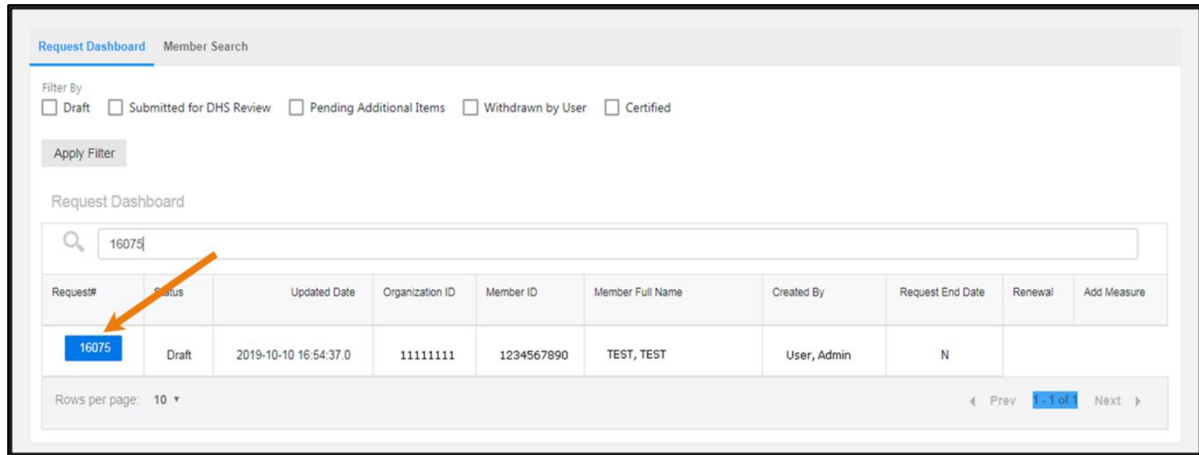 Request Dashboard Member Search
Filter By
Draft Submitted for DHS Review Pending Additional Items Withdrawn by User Certified
Apply Filter
Request Dashboard
16075
Request# Status Updated Date Organization ID Member ID Member Full Name Created By Request End Date Renewal Add Measure
16075 Draft 2019-10-10 16:54:37.0 11111111 1234567890 TEST, TEST User, Admin N
Rows per page: 10 Prev 1 - 1 of 1 Next